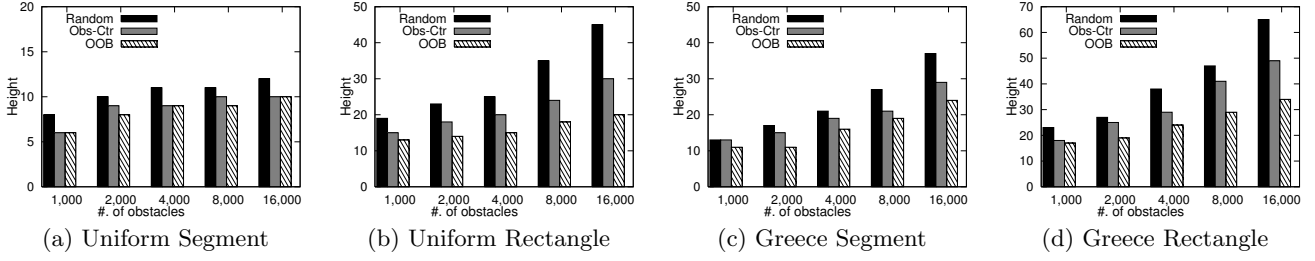 20
15
10
5
0
Height
Random
Obs-Ctr
OOB
1,000 2,000 4,000 8,000 16,000
#. of obstacles
(a) Uniform Segment
50
40
30
20
10
0
Height
Random
Obs-Ctr
OOB
1,000 2,000 4,000 8,000 16,000
#. of obstacles
(b) Uniform Rectangle
50
40
30
20
10
0
Height
Random
Obs-Ctr
OOB
1,000 2,000 4,000 8,000 16,000
#. of obstacles
(c) Greece Segment
70
60
50
40
30
20
10
0
Height
Random
Obs-Ctr
OOB
1,000 2,000 4,000 8,000 16,000
#. of obstacles
(d) Greece Rectangle